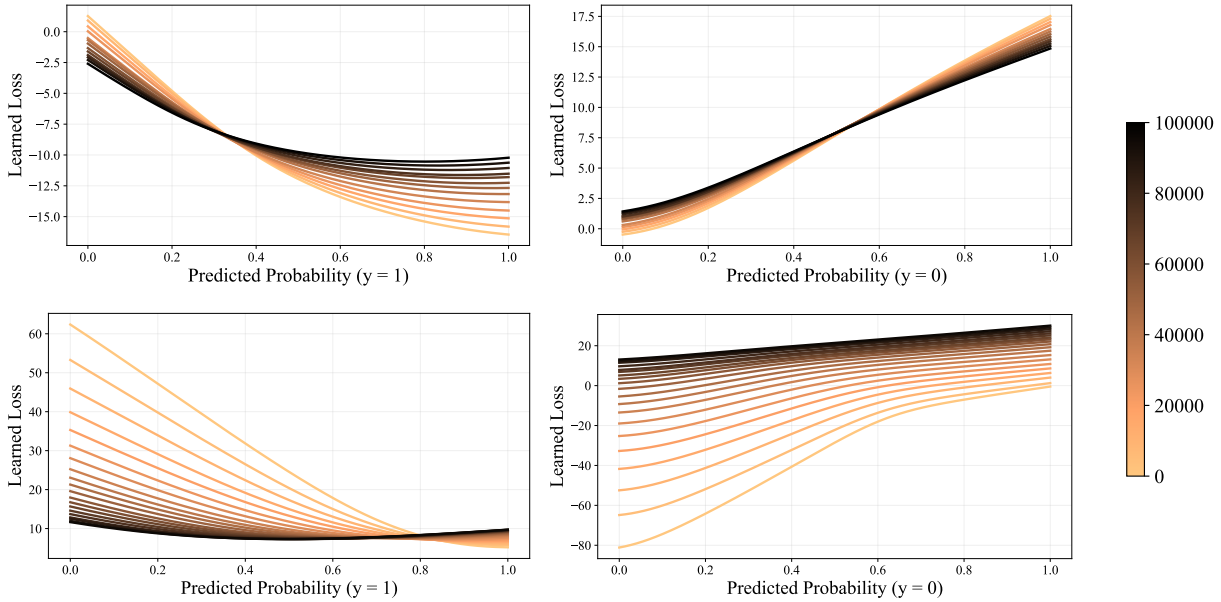 0.0
−2.5
−5.0
−7.5
−10.0
−12.5
−15.0
Learned Loss
0.0 0.2 0.4 0.6 0.8 1.0
Predicted Probability (y = 1)
17.5
15.0
12.5
10.0
7.5
5.0
2.5
0.0
Learned Loss
0.0 0.2 0.4 0.6 0.8 1.0
Predicted Probability (y = 0)
60
50
40
30
20
10
Learned Loss
0.0 0.2 0.4 0.6 0.8 1.0
Predicted Probability (y = 1)
20
0
−20
−40
−60
−80
Learned Loss
0.0 0.2 0.4 0.6 0.8 1.0
Predicted Probability (y = 0)
100000
80000
60000
40000
20000
0